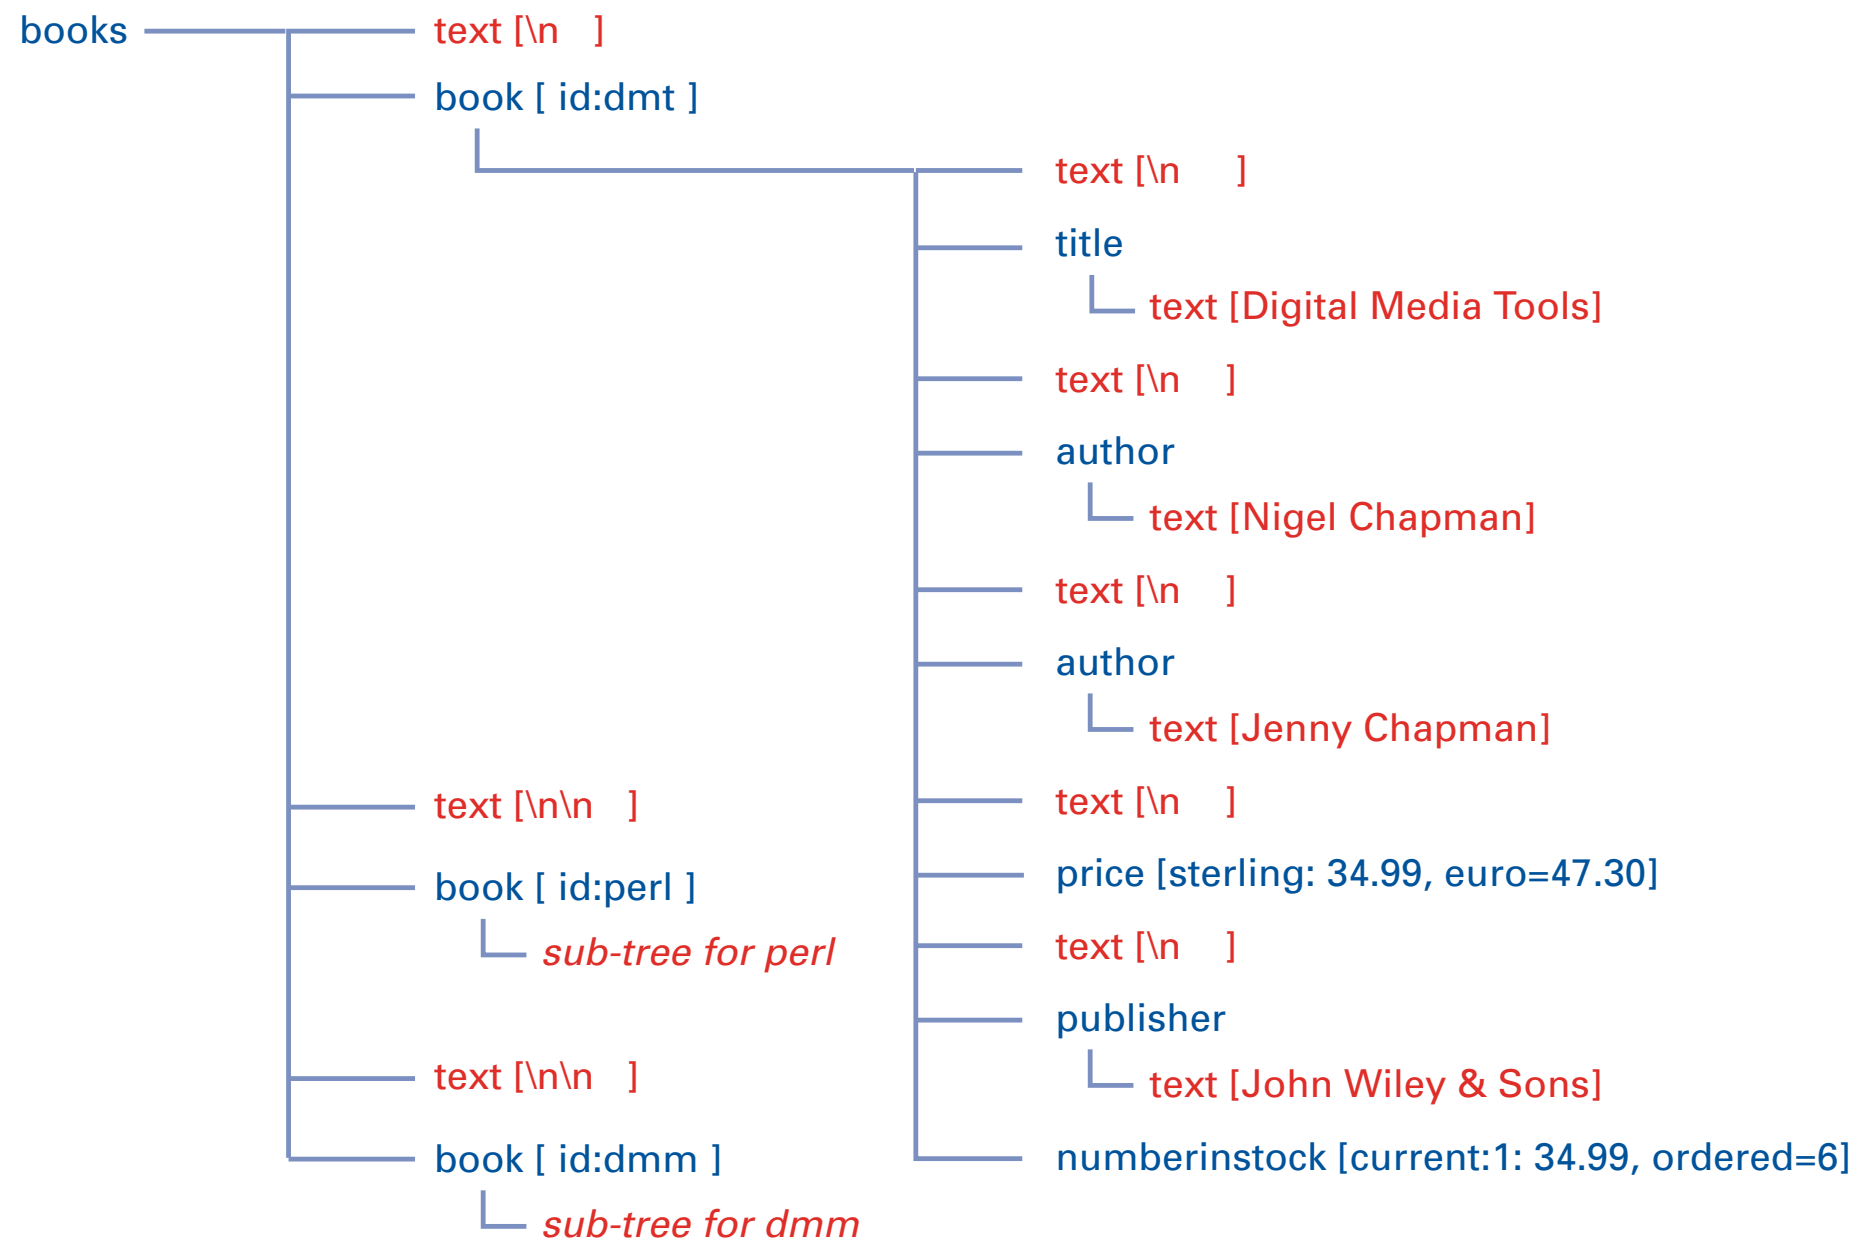 books
text [\n   ]
book [ id:dmt ]
text [\n     ]
title
text [Digital Media Tools]
text [\n    ]
author
text [Nigel Chapman]
text [\n    ]
author
text [Jenny Chapman]
text [\n    ]
price [sterling: 34.99, euro=47.30]
text [\n    ]
publisher
text [John Wiley & Sons]
numberinstock [current:1: 34.99, ordered=6]
text [\n\n   ]
book [ id:perl ]
sub-tree for perl
text [\n\n   ]
book [ id:dmm ]
sub-tree for dmm